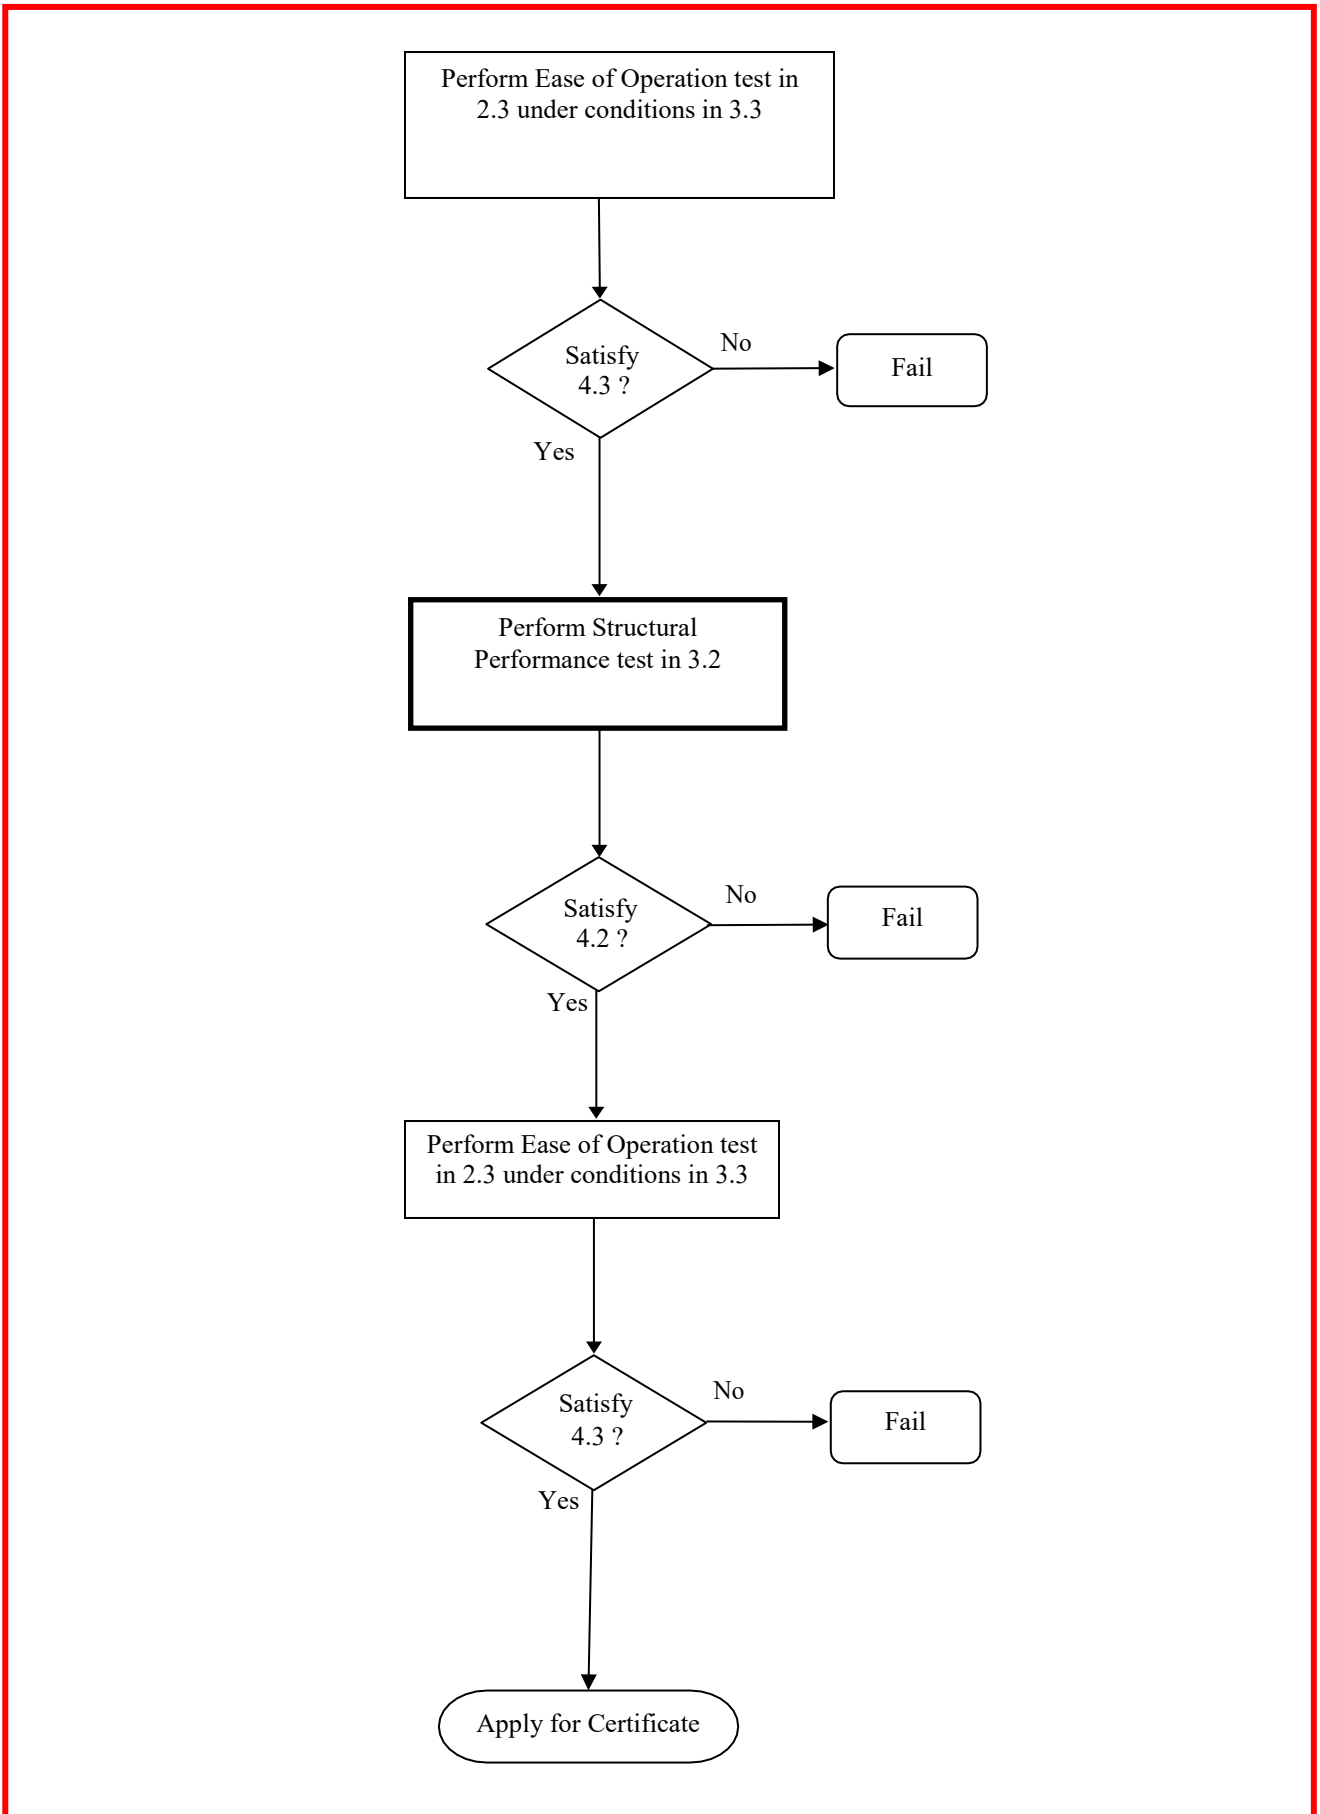 Perform Ease of Operation test in
2.3 under conditions in 3.3
Satisfy
4.3 ?
No
Fail
Yes
Perform Structural
Performance test in 3.2
Satisfy
4.2 ?
No
Fail
Yes
Perform Ease of Operation test
in 2.3 under conditions in 3.3
Satisfy
4.3 ?
No
Fail
Yes
Apply for Certificate